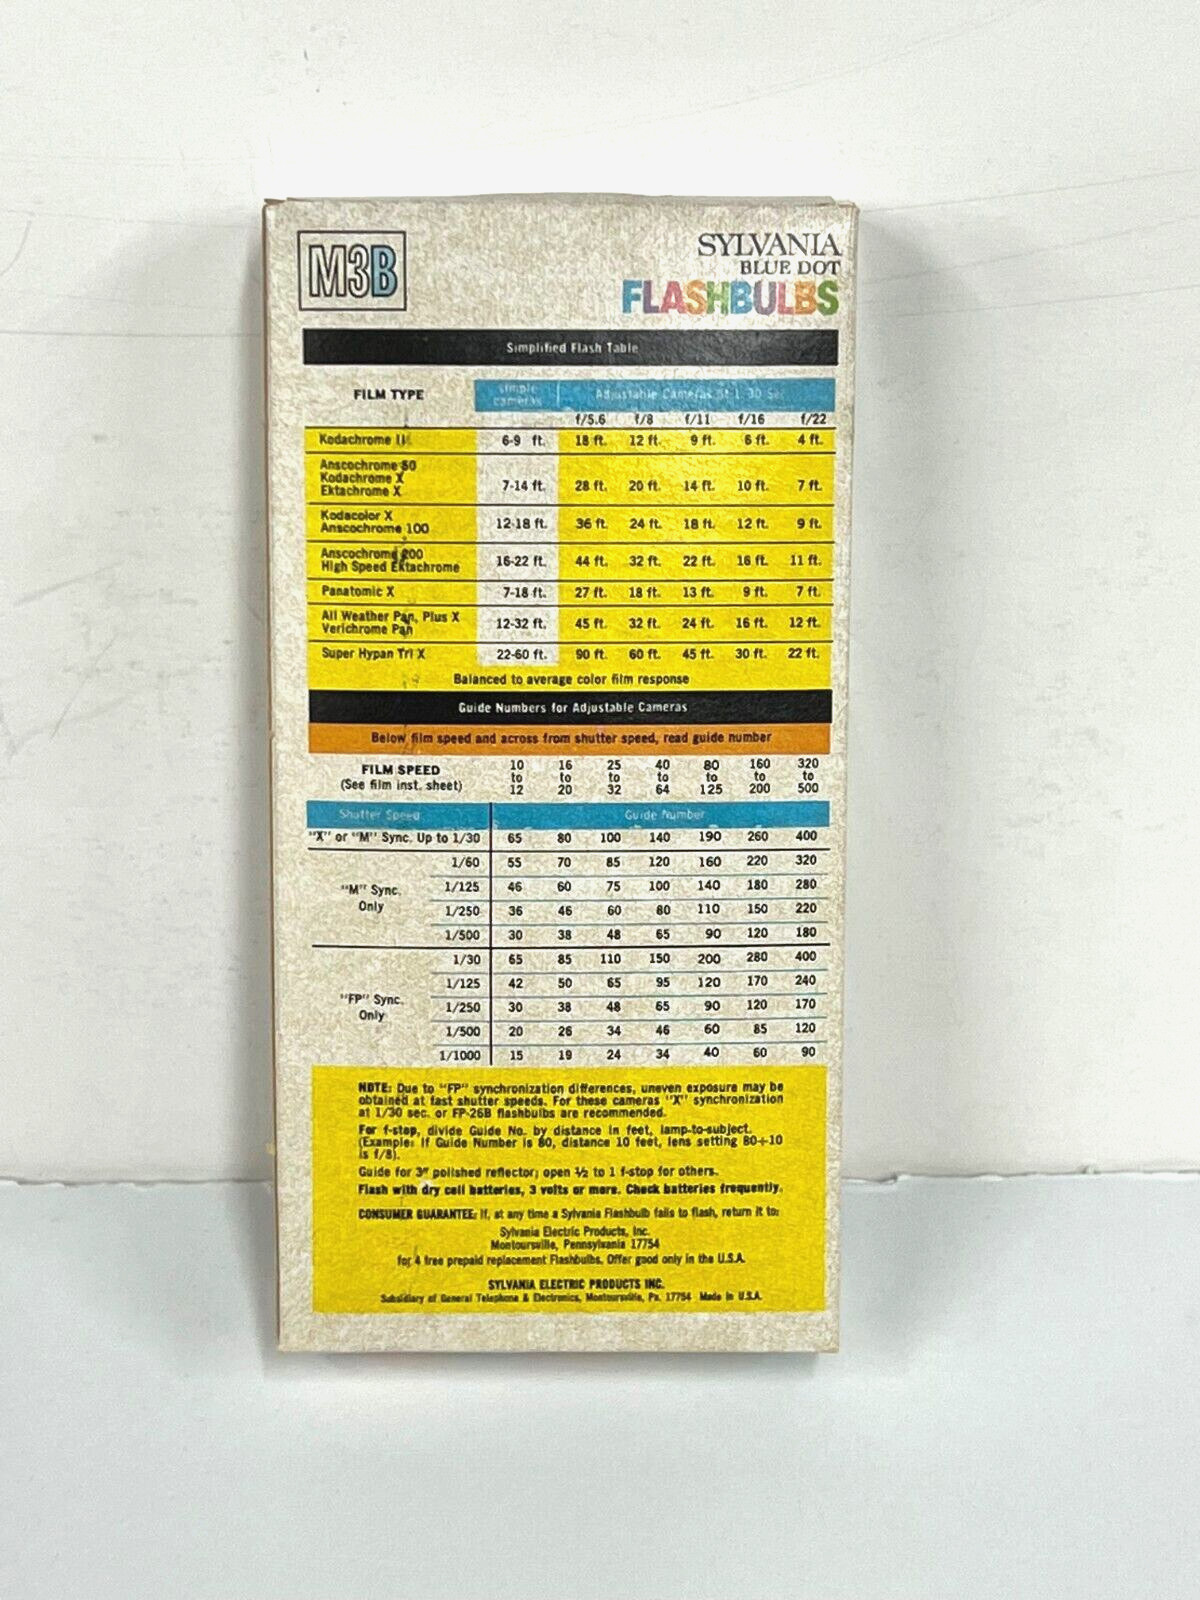 M3B
SYLVANIA
BLUE DOT
FLASHBULBS
Simplified Flash Table
FILM TYPE simple cameras Adjustable Cameras at 1/30 Sec.
f/5.6 f/8 f/11 f/16 f/22
Kodachrome II 6-9 ft. 18 ft. 12 ft. 9 ft. 6 ft. 4 ft.
Anscochrome 50
Kodachrome X
Ektachrome X 7-14 ft. 28 ft. 20 ft. 14 ft. 10 ft. 7 ft.
Kodacolor X
Anscochrome 100 12-18 ft. 36 ft. 24 ft. 18 ft. 12 ft. 9 ft.
Anscochrome 200
High Speed Ektachrome 16-22 ft. 44 ft. 32 ft. 22 ft. 16 ft. 11 ft.
Panatomic X 7-18 ft. 27 ft. 18 ft. 13 ft. 9 ft. 7 ft.
All Weather Pan, Plus X
Verichrome Pan 12-32 ft. 45 ft. 32 ft. 24 ft. 16 ft. 12 ft.
Super Hypan Tri X 22-60 ft. 90 ft. 60 ft. 45 ft. 30 ft. 22 ft.
Balanced to average color film response
Guide Numbers for Adjustable Cameras
Below film speed and across from shutter speed, read guide number
FILM SPEED 10 to 12 16 to 20 25 to 32 40 to 64 80 to 125 160 to 200 320 to 500
(See film inst. sheet)
Shutter Speed Guide Number
"X" or "M" Sync. Up to 1/30 65 80 100 140 190 260 400
"M" Sync. Only
1/60 55 70 85 120 160 220 320
1/125 46 60 75 100 140 180 280
1/250 36 46 60 80 110 150 220
1/500 30 38 48 65 90 120 180
"FP" Sync. Only
1/30 65 85 110 150 200 280 400
1/125 42 50 65 95 120 170 240
1/250 30 38 48 65 90 120 170
1/500 20 26 34 46 60 85 120
1/1000 15 19 24 34 40 60 90
NOTE: Due to "FP" synchronization differences, uneven exposure may be
obtained at fast shutter speeds. For these cameras "X" synchronization
at 1/30 sec. or FP-26B flashbulbs are recommended.
For f-stop, divide Guide No. by distance in feet, lamp-to-subject.
(Example: If Guide Number is 80, distance 10 feet, lens setting 80÷10
is f/8).
Guide for 3" polished reflector; open ½ to 1 f-stop for others.
Flash with dry cell batteries, 3 volts or more. Check batteries frequently.
CONSUMER GUARANTEE: If, at any time a Sylvania Flashbulb fails to flash, return it to:
Sylvania Electric Products, Inc.
Montoursville, Pennsylvania 17754
for 4 free prepaid replacement Flashbulbs. Offer good only in the U.S.A.
SYLVANIA ELECTRIC PRODUCTS INC.
Subsidiary of General Telephone & Electronics, Montoursville, Pa. 17754 Made in U.S.A.